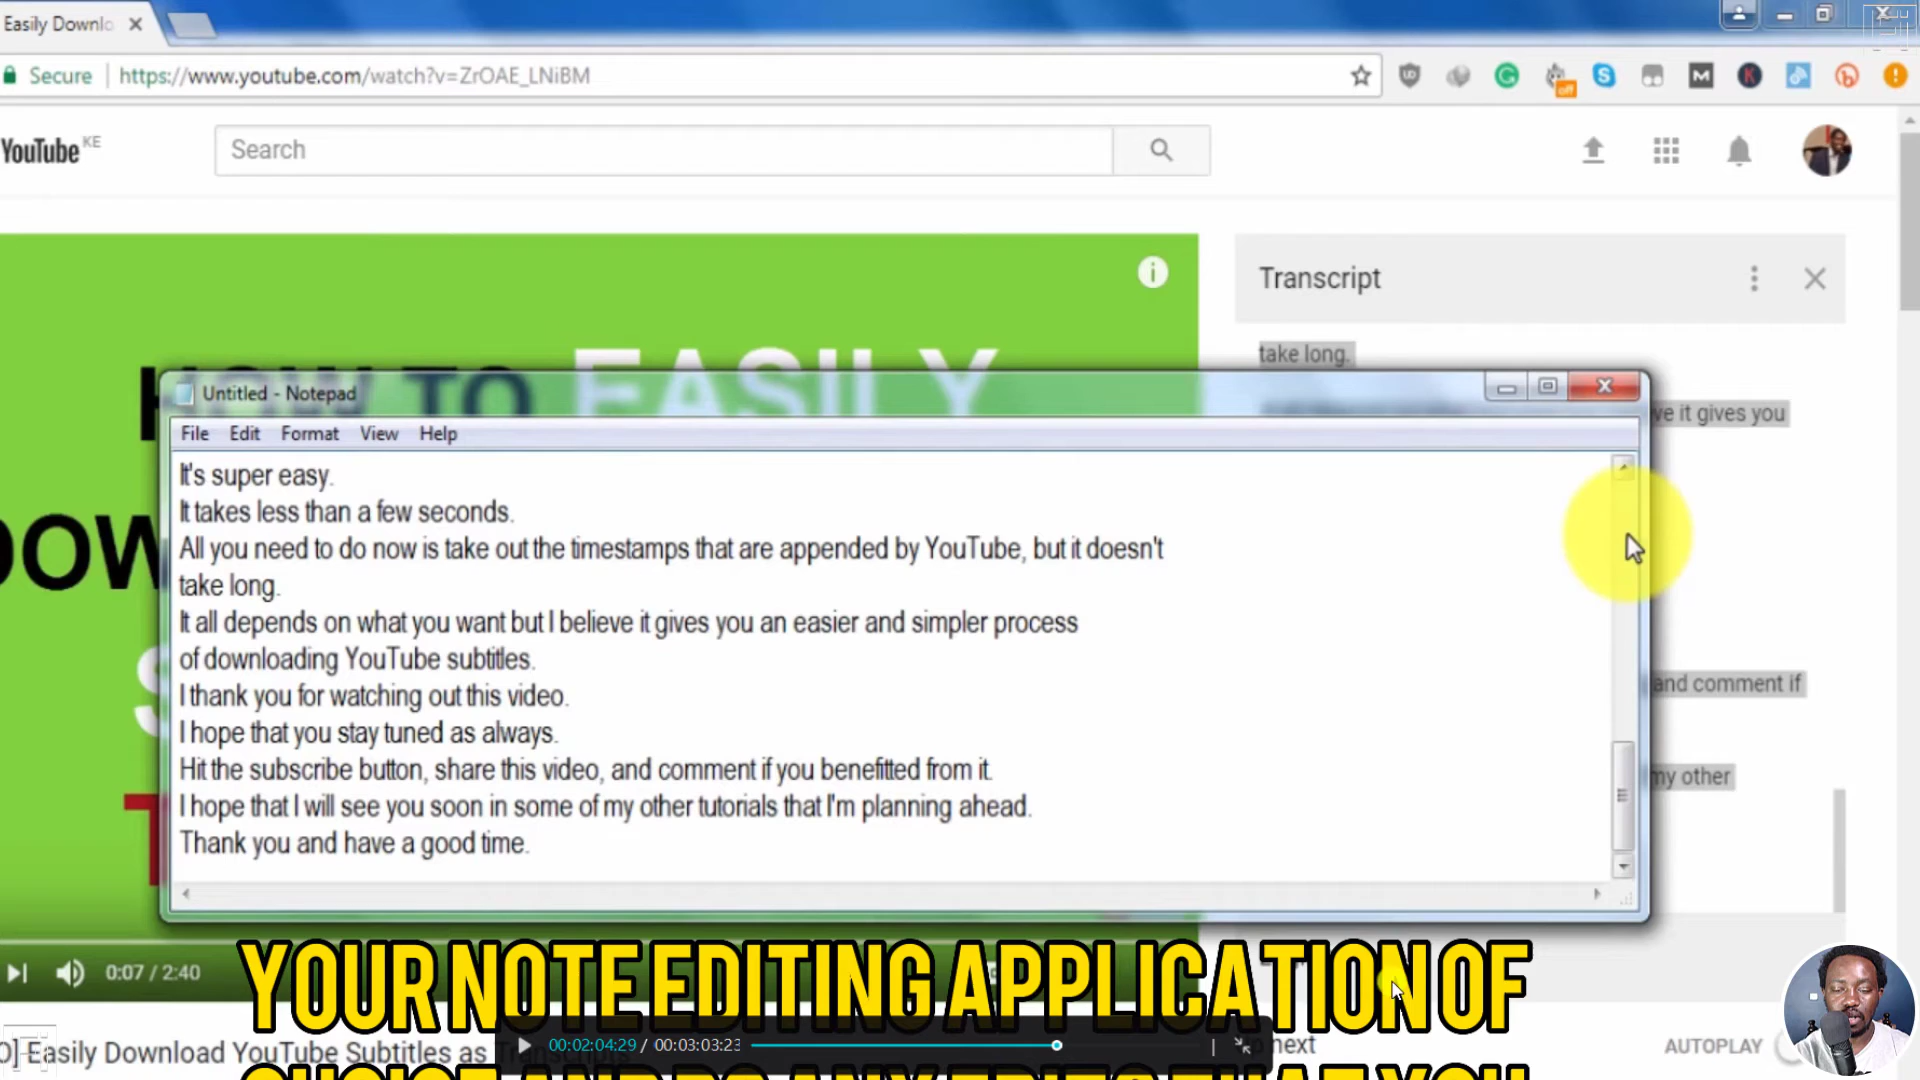 Easily Downlo
Secure
https://www.youtube.com/watch?v=ZrOAE_LNiBM
YouTube KE
Search
HOW TO EASILY
Transcript
take long.
Untitled - Notepad
ve it gives you
File Edit Format View Help
It's super easy.
It takes less than a few seconds.
All you need to do now is take out the timestamps that are appended by YouTube, but it doesn't
take long.
It all depends on what you want but I believe it gives you an easier and simpler process
of downloading YouTube subtitles.
I thank you for watching out this video.
and comment if
I hope that you stay tuned as always.
Hit the subscribe button, share this video, and comment if you benefitted from it.
my other
I hope that I will see you soon in some of my other tutorials that I'm planning ahead.
Thank you and have a good time.
0:07 / 2:40
YOUR NOTE EDITING APPLICATION OF
00:02:04:29 / 00:03:03:23
O] Easily Download YouTube Subtitles as Transcripts
next
AUTOPLAY